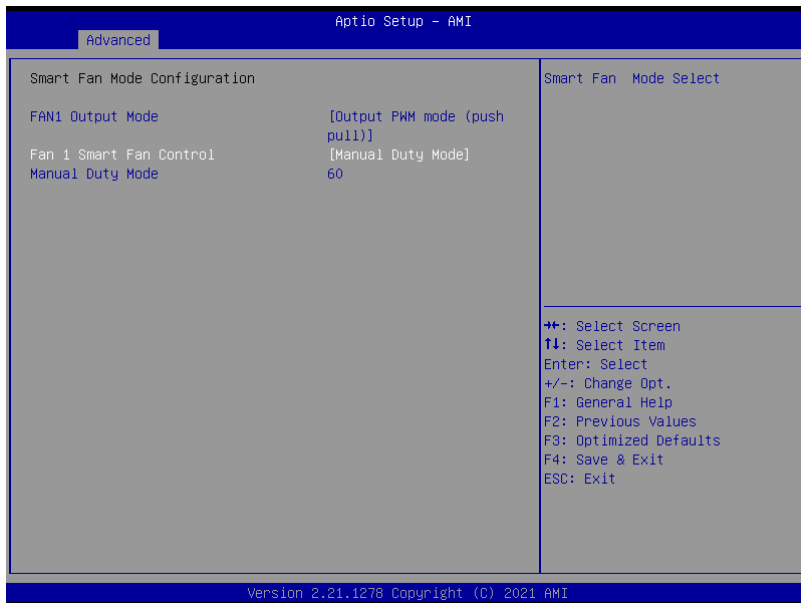 Aptio Setup – AMI
Advanced
Smart Fan Mode Configuration
FAN1 Output Mode [Output PWM mode (push
pull)]
Fan 1 Smart Fan Control [Manual Duty Mode]
Manual Duty Mode 60
Smart Fan  Mode Select
→←: Select Screen
↑↓: Select Item
Enter: Select
+/-: Change Opt.
F1: General Help
F2: Previous Values
F3: Optimized Defaults
F4: Save & Exit
ESC: Exit
Version 2.21.1278 Copyright (C) 2021 AMI